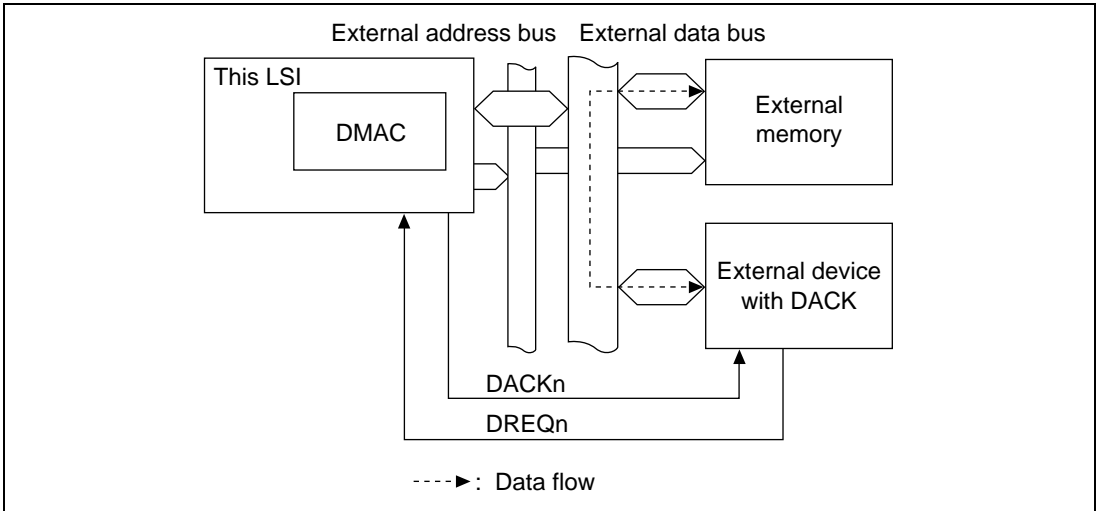 External address bus
External data bus
This LSI
DMAC
External
memory
External device
with DACK
DACKn
DREQn
: Data flow